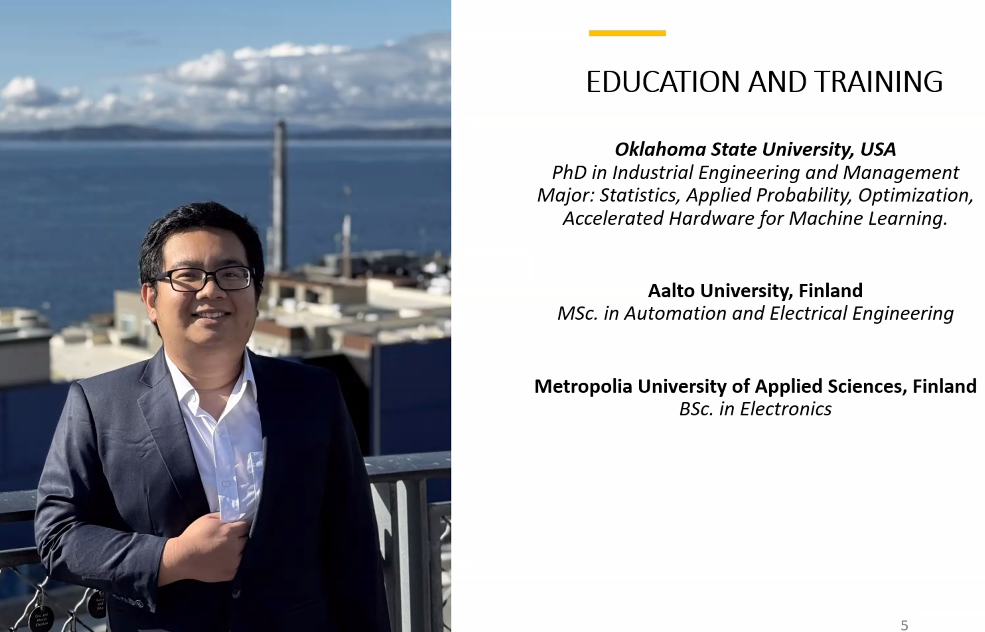 EDUCATION AND TRAINING
Oklahoma State University, USA
PhD in Industrial Engineering and Management
Major: Statistics, Applied Probability, Optimization,
Accelerated Hardware for Machine Learning.
Aalto University, Finland
MSc. in Automation and Electrical Engineering
Metropolia University of Applied Sciences, Finland
BSc. in Electronics
5